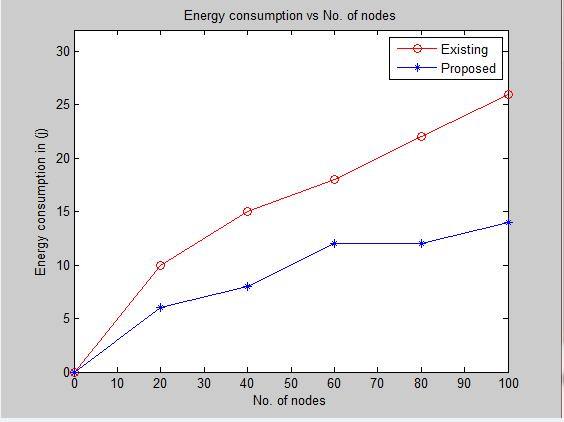 Energy consumption vs No. of nodes
Existing
Proposed
30
25
20
15
10
5
0
Energy consumption in (j)
0 10 20 30 40 50 60 70 80 90 100
No. of nodes